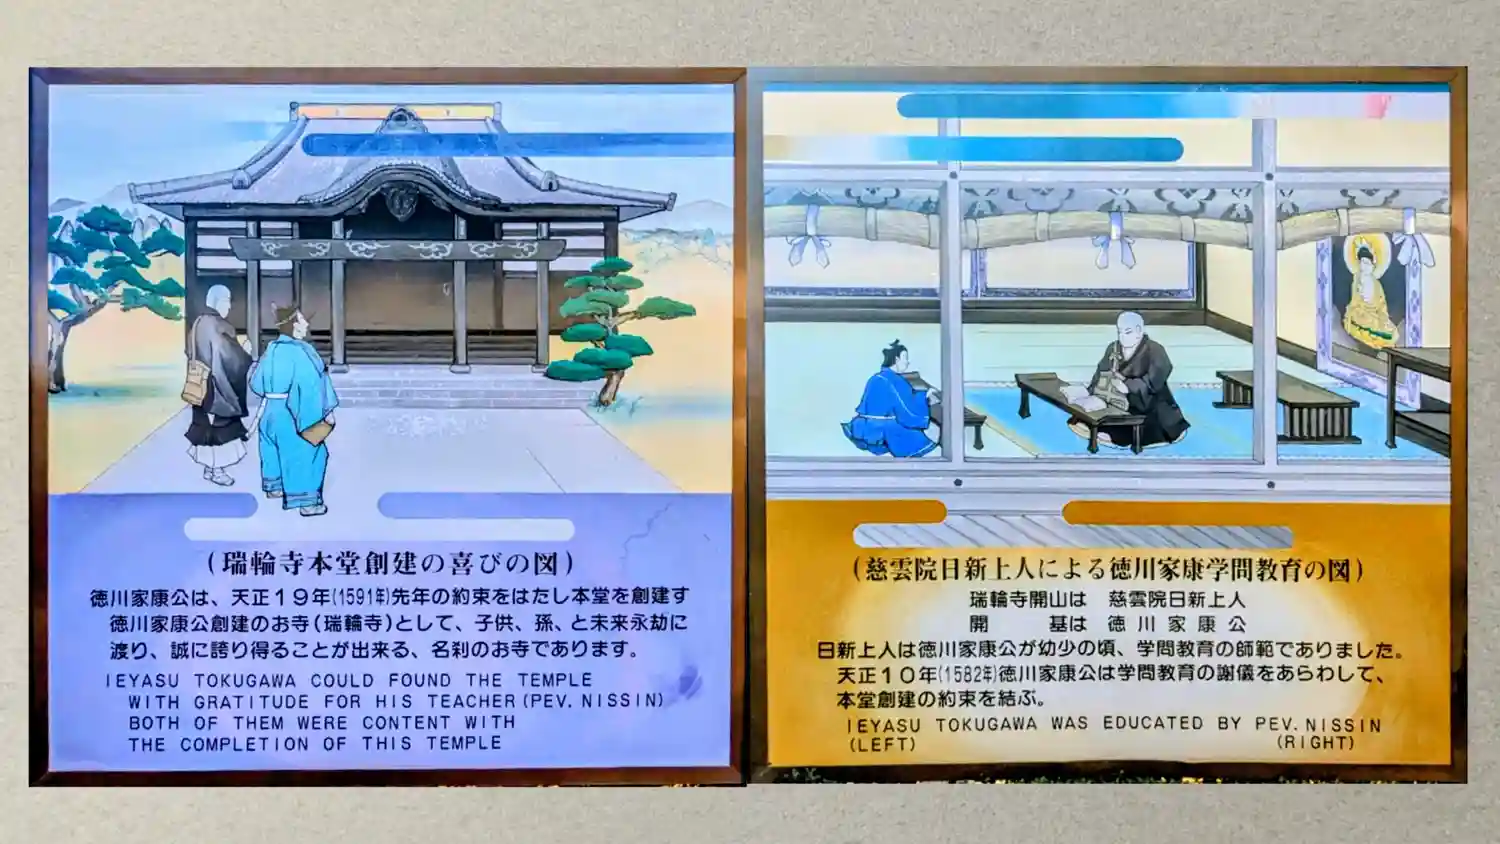 (瑞輪寺本堂創建の喜びの図)
徳川家康公は、天正19年(1591年)先年の約束をはたし本堂を創建す
徳川家康公創建のお寺(瑞輪寺)として、子供、孫、と未来永劫に
渡り、誠に誇り得ることが出来る、名刹のお寺であります。
IEYASU TOKUGAWA COULD FOUND THE TEMPLE
WITH GRATITUDE FOR HIS TEACHER(PEV.NISSIN)
BOTH OF THEM WERE CONTENT WITH
THE COMPLETION OF THIS TEMPLE
(慈雲院日新上人による徳川家康学問教育の図)
瑞輪寺開山は 慈雲院日新上人
開 基は 徳川家康公
日新上人は徳川家康公が幼少の頃、学問教育の師範でありました。
天正10年(1582年)徳川家康公は学問教育の謝儀をあらわして、
本堂創建の約束を結ぶ。
IEYASU TOKUGAWA WAS EDUCATED BY PEV.NISSIN
(LEFT) (RIGHT)